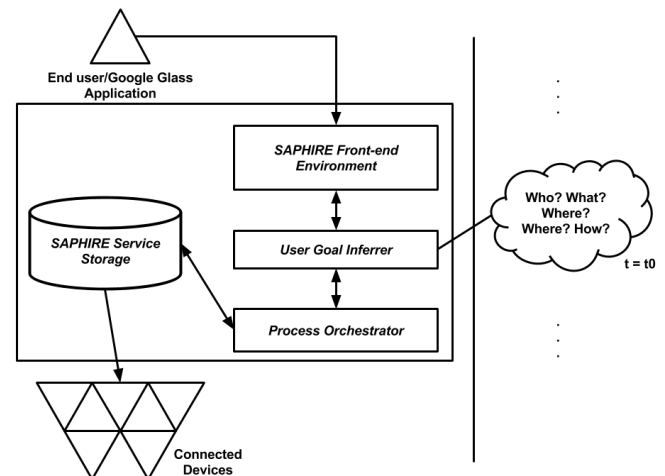 End user/Google Glass
Application
SAPHIRE Front-end
Environment
SAPHIRE Service
Storage
User Goal Inferrer
Process Orchestrator
Who? What?
Where?
Where? How?
t = t0
Connected
Devices